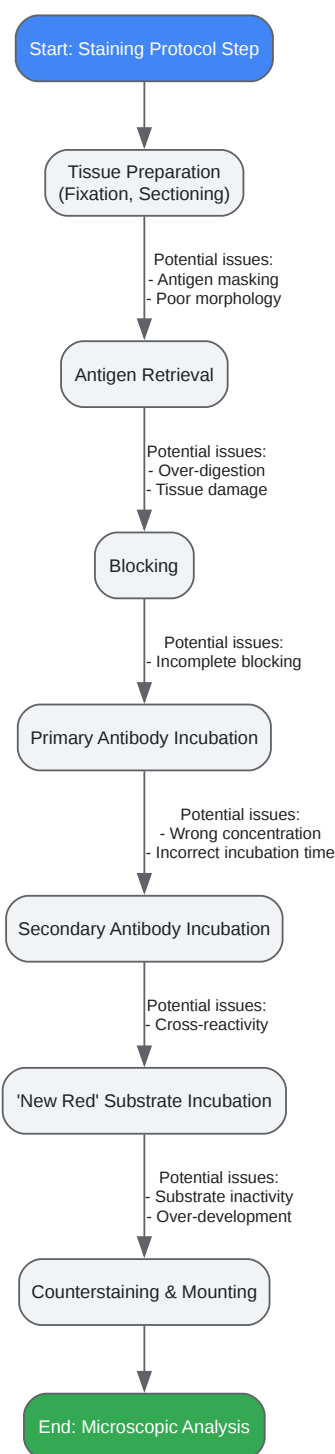 Start: Staining Protocol Step
Tissue Preparation
(Fixation, Sectioning)
Potential issues:
- Antigen masking
- Poor morphology
Antigen Retrieval
Potential issues:
- Over-digestion
- Tissue damage
Blocking
Potential issues:
- Incomplete blocking
Primary Antibody Incubation
Potential issues:
- Wrong concentration
- Incorrect incubation time
Secondary Antibody Incubation
Potential issues:
- Cross-reactivity
'New Red' Substrate Incubation
Potential issues:
- Substrate inactivity
- Over-development
Counterstaining & Mounting
End: Microscopic Analysis